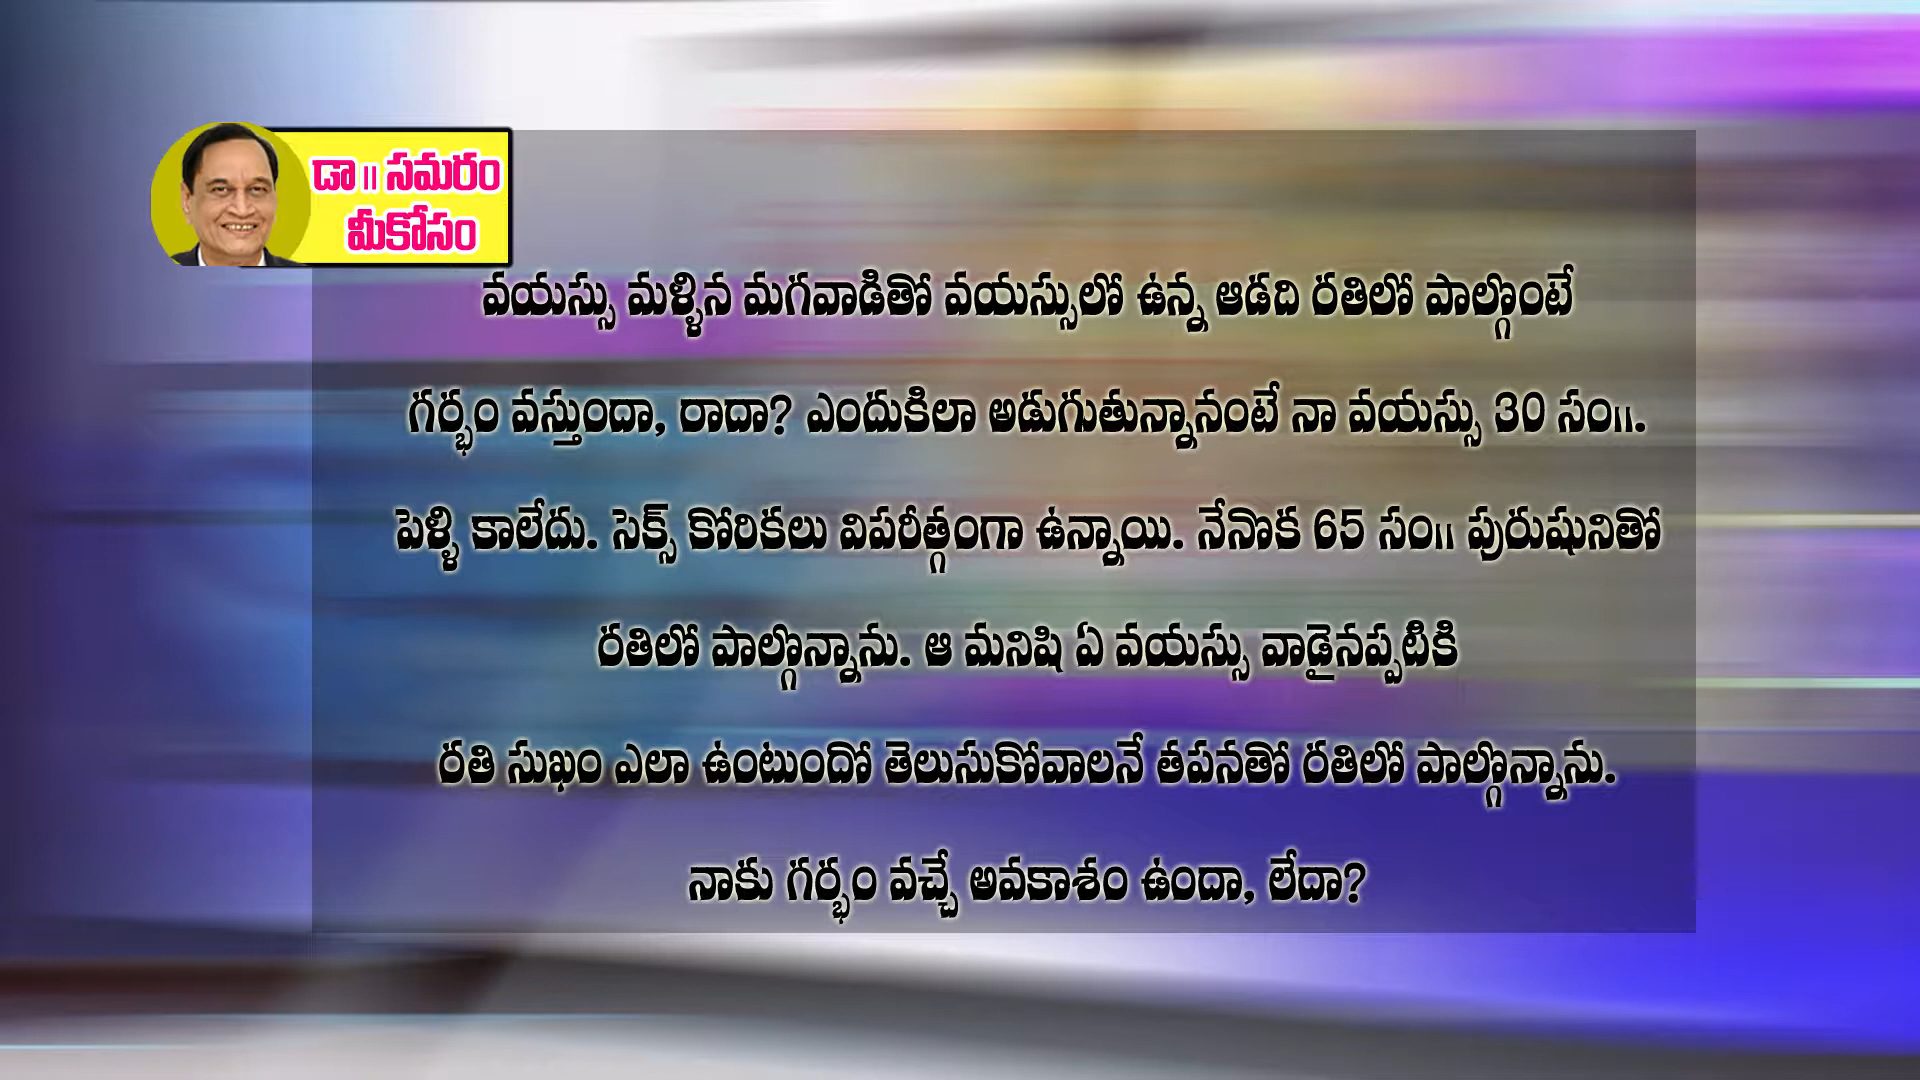 డా॥ సమరం
మీకోసం
వయస్సు మళ్ళిన మగవాడితో వయస్సులో ఉన్న ఆడది రతిలో పాల్గొంటే
గర్భం వస్తుందా, రాదా? ఎందుకిలా అడుగుతున్నానంటే నా వయస్సు 30 సం॥.
పెళ్ళి కాలేదు. సెక్స్ కోరికలు విపరీత్గంగా ఉన్నాయి. నేనొక 65 సం॥ పురుషునితో
రతిలో పాల్గొన్నాను. ఆ మనిషి ఏ వయస్సు వాడైనప్పటికి
రతి సుఖం ఎలా ఉంటుందో తెలుసుకోవాలనే తపనతో రతిలో పాల్గొన్నాను.
నాకు గర్భం వచ్చే అవకాశం ఉందా, లేదా?